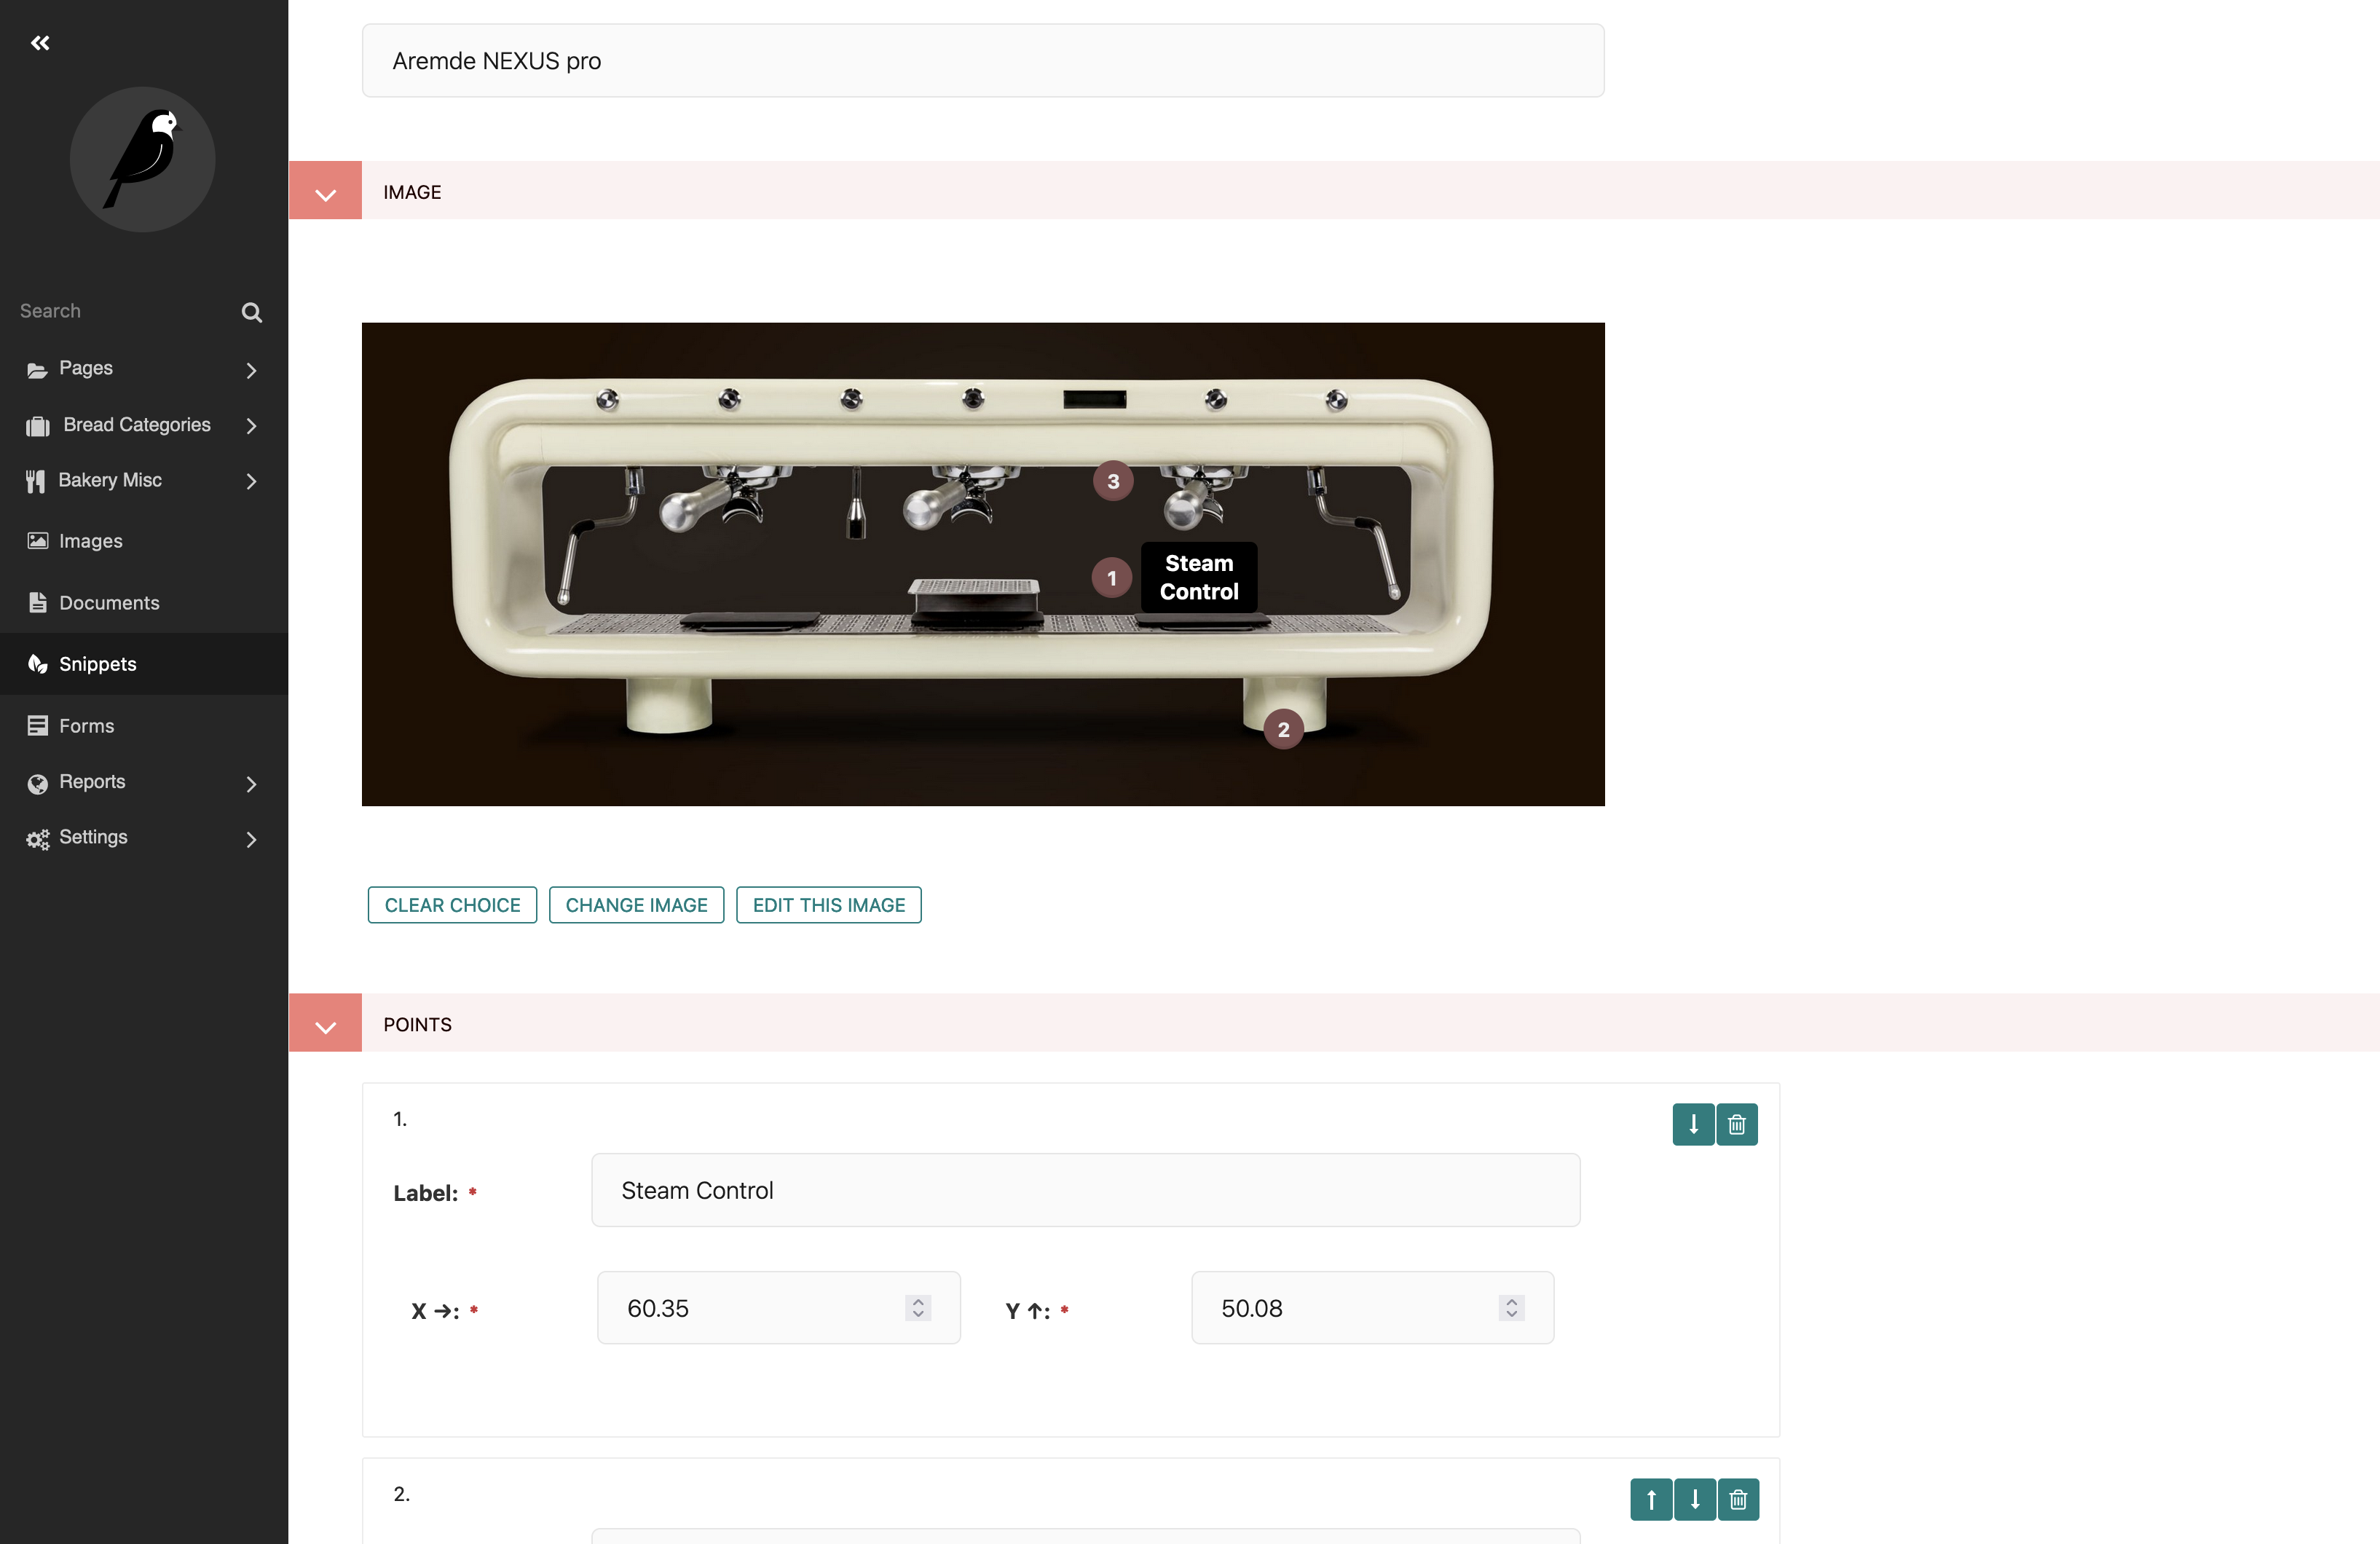 Aremde NEXUS pro
Search
Pages
Bread Categories
Bakery Misc
Images
Documents
Snippets
Forms
Reports
Settings
IMAGE
3
1
Steam
Control
2
CLEAR CHOICE
CHANGE IMAGE
EDIT THIS IMAGE
POINTS
1.
Label: *
Steam Control
X →: *
60.35
Y ↑: *
50.08
2.